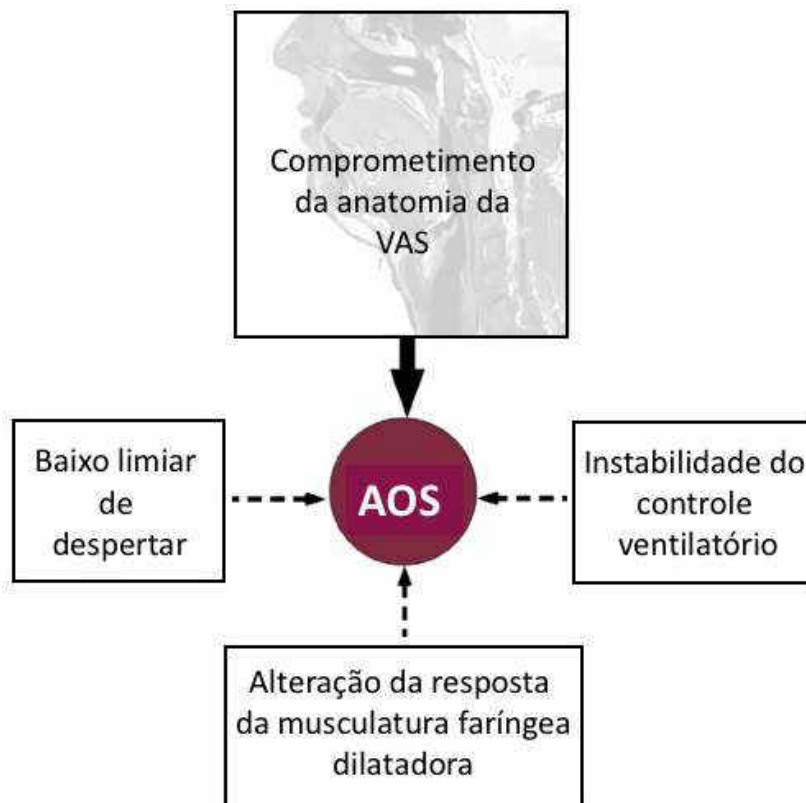 Comprometimento
da anatomia da
VAS
Baixo limiar
de
despertar
AOS
Instabilidade do
controle
ventilatório
Alteração da resposta
da musculatura faríngea
dilatadora